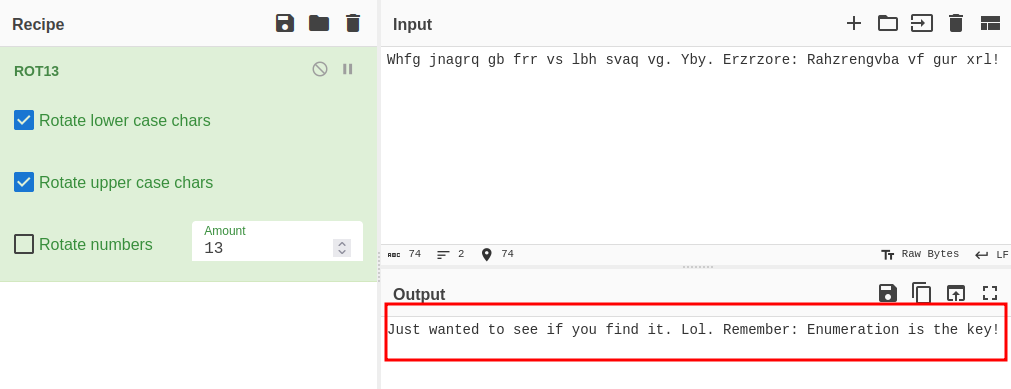 Recipe
ROT13
Rotate lower case chars
Rotate upper case chars
Rotate numbers
Amount
13
Input
Whfg jnagrq gb frr vs lbh svaq vg. Yby. Erzrzore: Rahzrengvba vf gur xrl!
ABC 74 2 74 Raw Bytes LF
Output
Just wanted to see if you find it. Lol. Remember: Enumeration is the key!